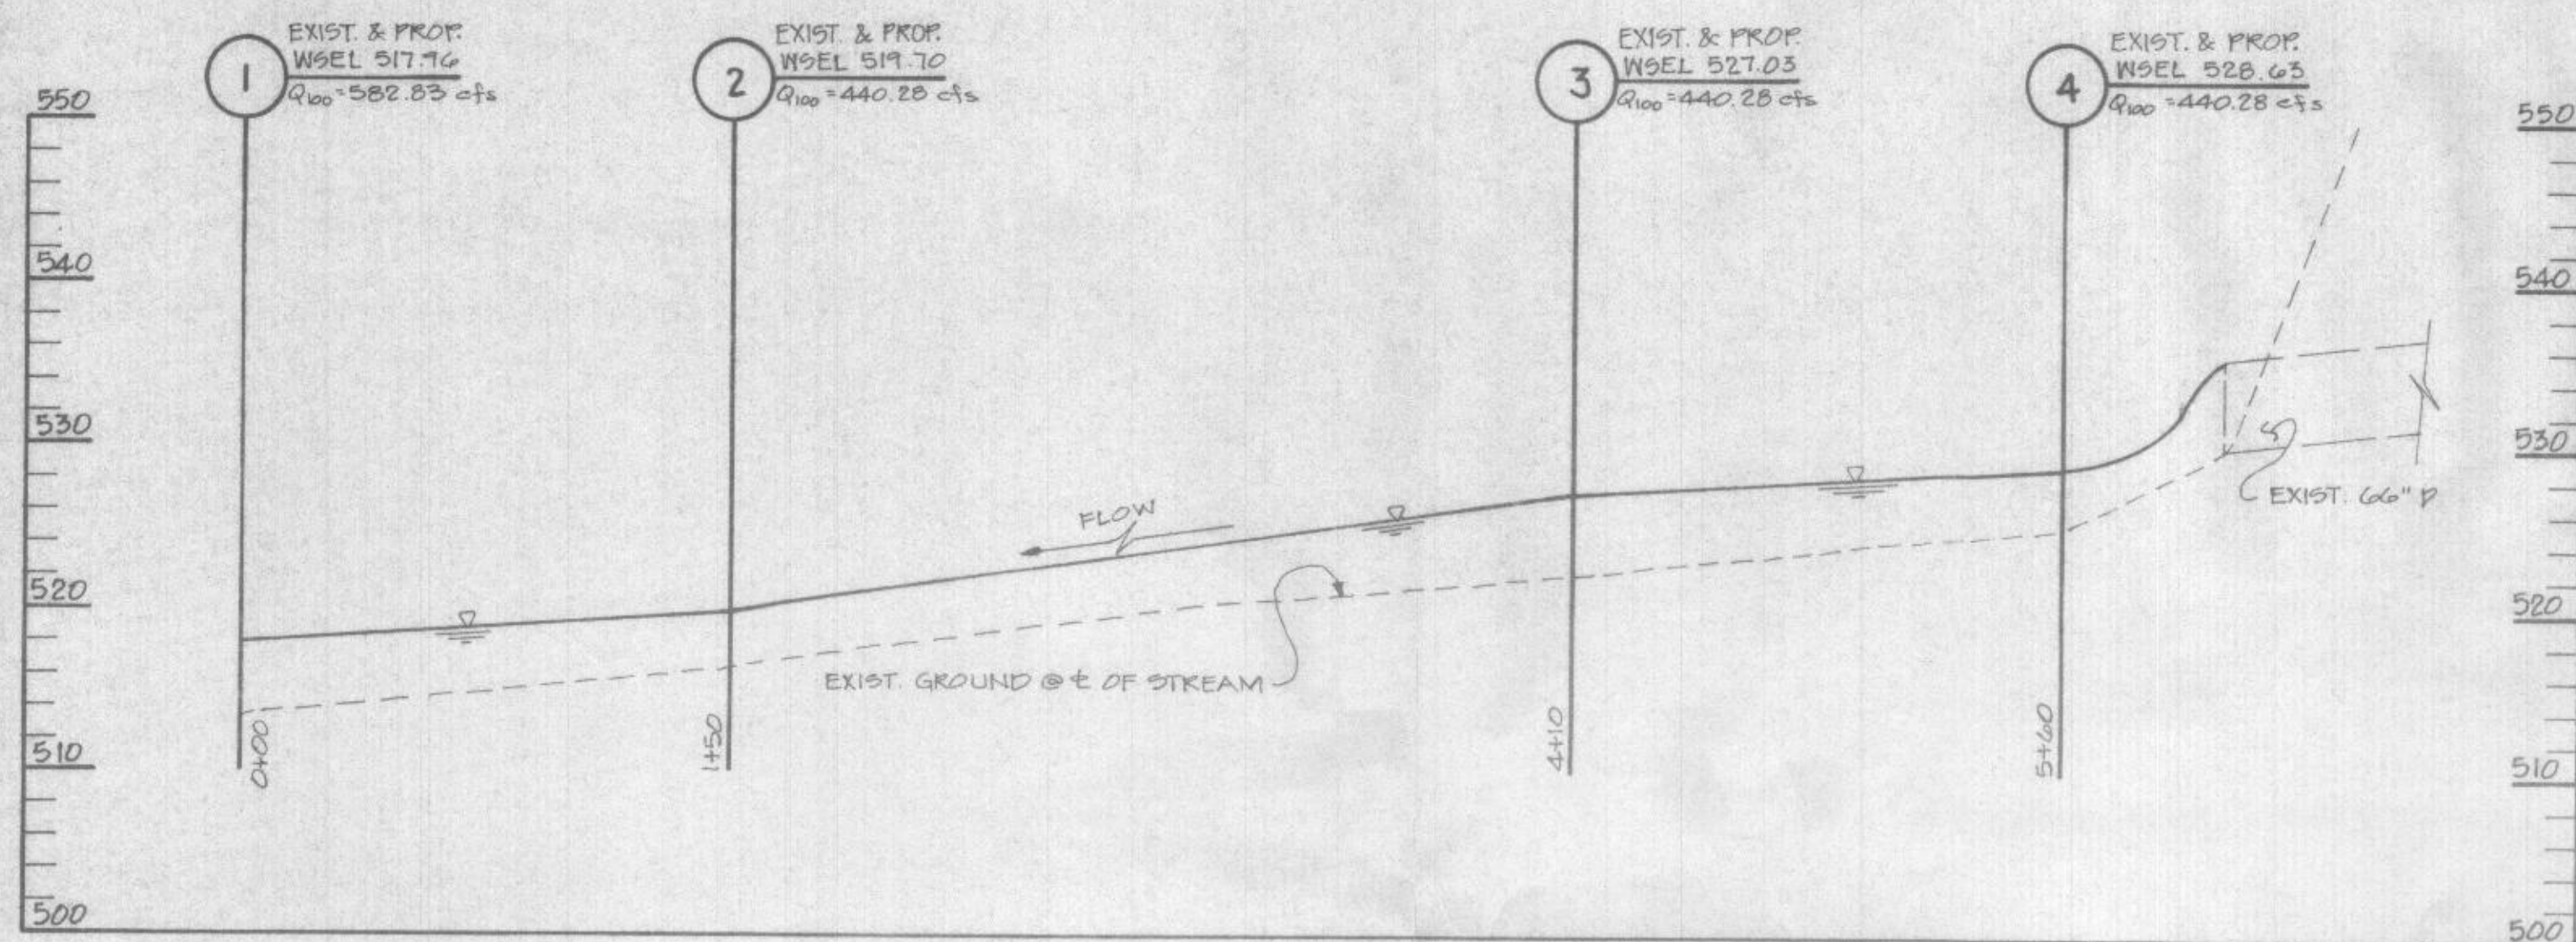 EXIST. & PROP.
WSEL 517.96
Q100 = 582.83 cfs
1
EXIST. & PROP.
WSEL 519.70
Q100 = 440.28 cfs
2
EXIST. & PROP.
WSEL 527.03
Q100 = 440.28 cfs
3
EXIST. & PROP.
WSEL 528.63
Q100 = 440.28 cfs
4
550
540
530
520
510
500
550
540
530
520
510
500
FLOW
EXIST. GROUND @ ℄ OF STREAM
EXIST. 66" P
0+00
1+50
4+10
5+60